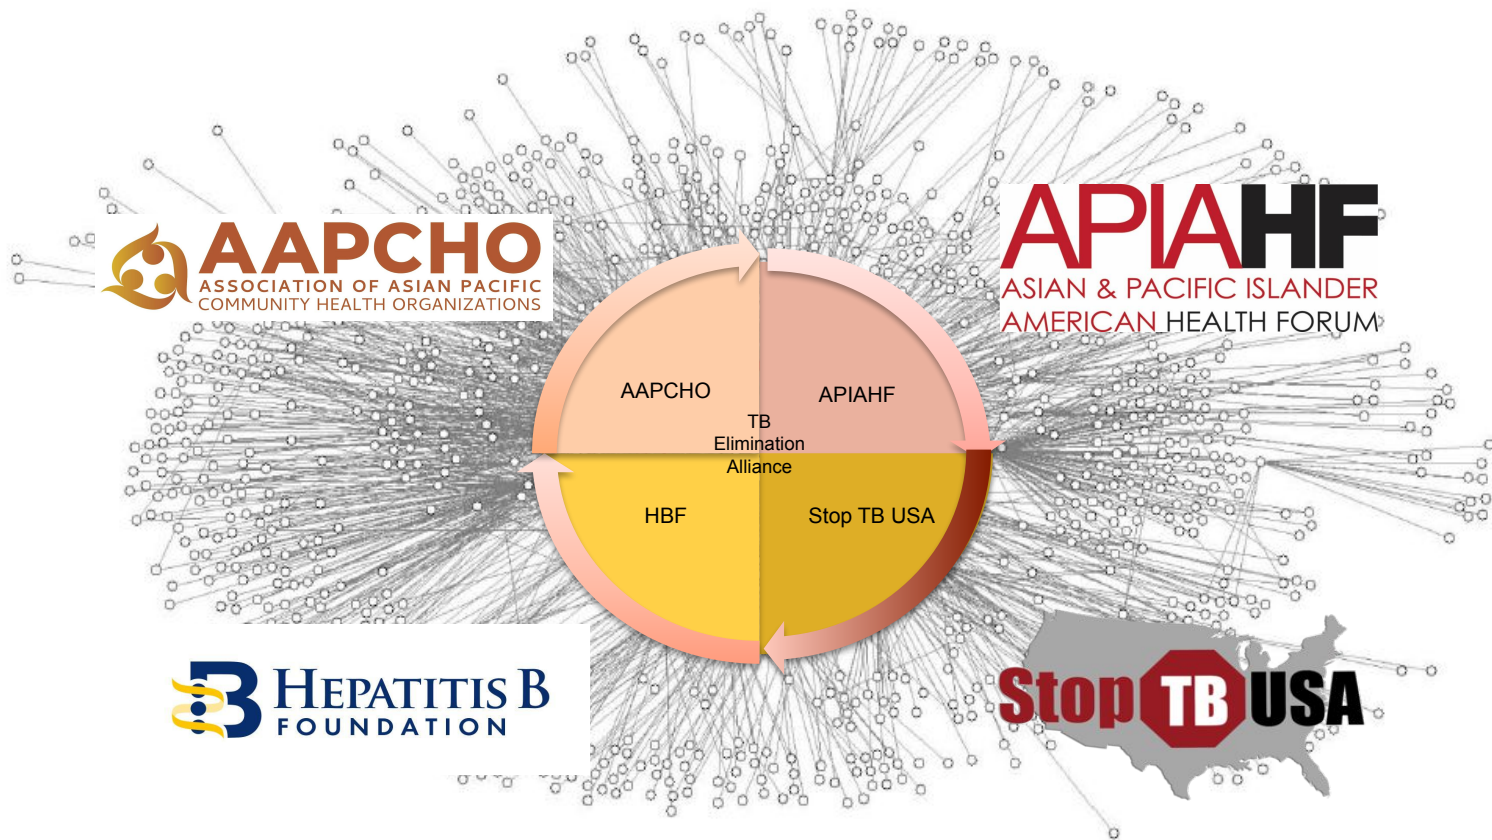 AAPCHO
ASSOCIATION OF ASIAN PACIFIC
COMMUNITY HEALTH ORGANIZATIONS
APIAHF
ASIAN & PACIFIC ISLANDER
AMERICAN HEALTH FORUM
AAPCHO
APIAHF
TB
Elimination
Alliance
HBF
Stop TB USA
B HEPATITIS B
FOUNDATION
Stop TB USA